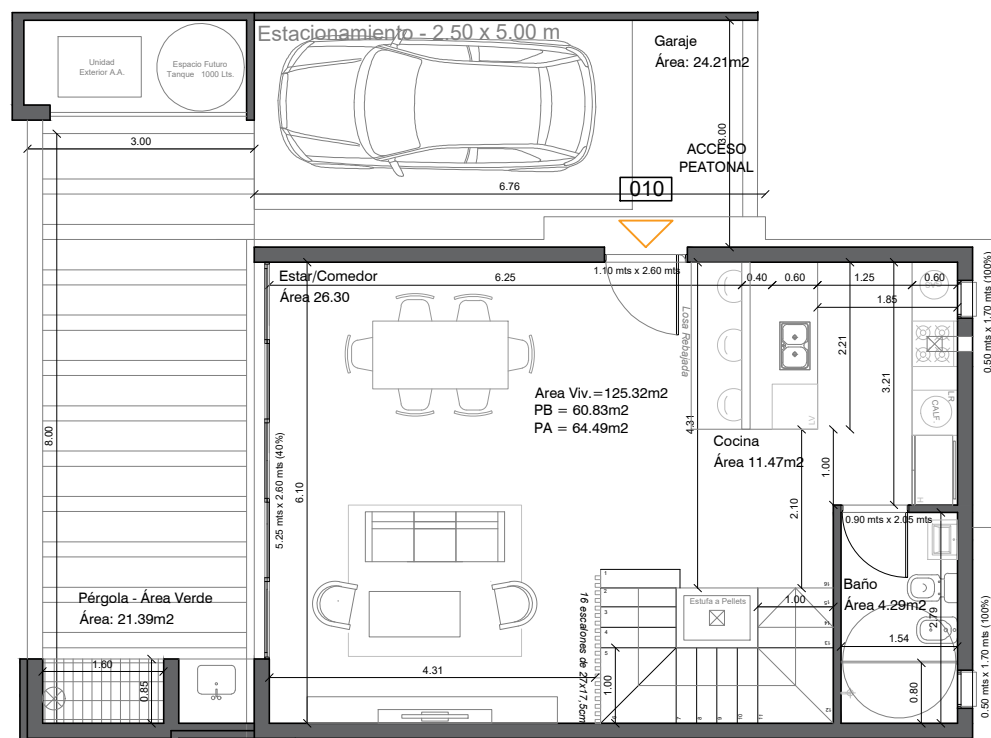 Estacionamiento - 2.50 x 5.00 m
Garaje
Área: 24.21m2
Unidad
Exterior A.A.
Espacio Futuro
Tanque 1000 Lts.
3.00
3.00
ACCESO
PEATONAL
6.76
010
1.10 mts x 2.60 mts
Estar/Comedor
Área 26.30
6.25
0.40
0.60
1.25
0.60
1.85
0.50 mts x 1.70 mts (100%)
Losa Rebajada
2.21
3.21
Area Viv.=125.32m2
PB = 60.83m2
PA = 64.49m2
4.31
LV
LR
CALF
H
Cocina
Área 11.47m2
8.00
5.25 mts x 2.60 mts (40%)
6.10
1.00
2.10
0.90 mts x 2.05 mts
Pérgola - Área Verde
Área: 21.39m2
16 escalones de 27x17.5cm
Estufa a Pellets
1.00
Baño
Área 4.29m2
2.79
1.54
1.60
0.85
4.31
1.00
0.80
0.50 mts x 1.70 mts (100%)